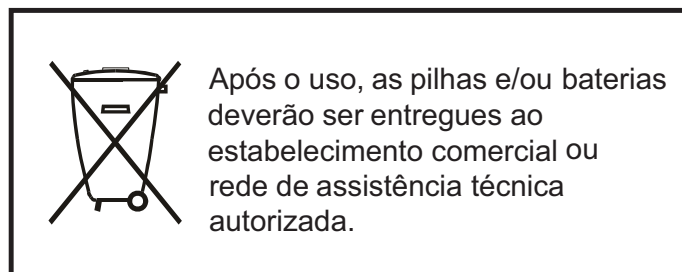 Após o uso, as pilhas e/ou baterias
deverão ser entregues ao
estabelecimento comercial ou
rede de assistência técnica
autorizada.